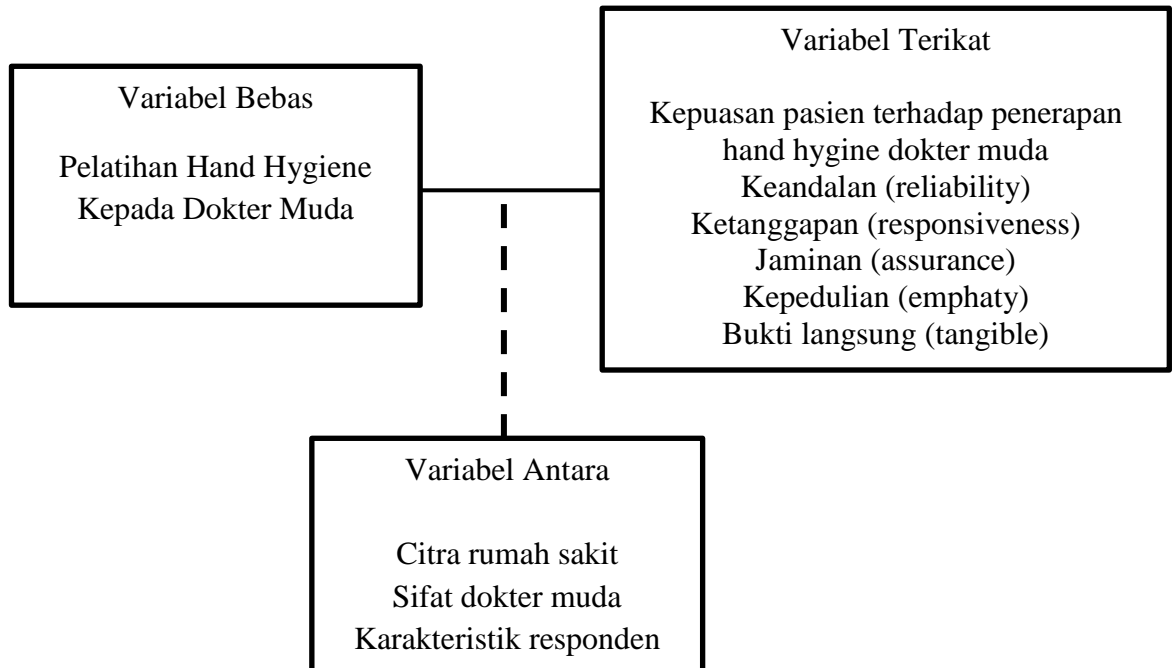 Variabel Bebas
Pelatihan Hand Hygiene
Kepada Dokter Muda
Variabel Terikat
Kepuasan pasien terhadap penerapan
hand hygine dokter muda
Keandalan (reliability)
Ketanggapan (responsiveness)
Jaminan (assurance)
Kepedulian (emphaty)
Bukti langsung (tangible)
Variabel Antara
Citra rumah sakit
Sifat dokter muda
Karakteristik responden